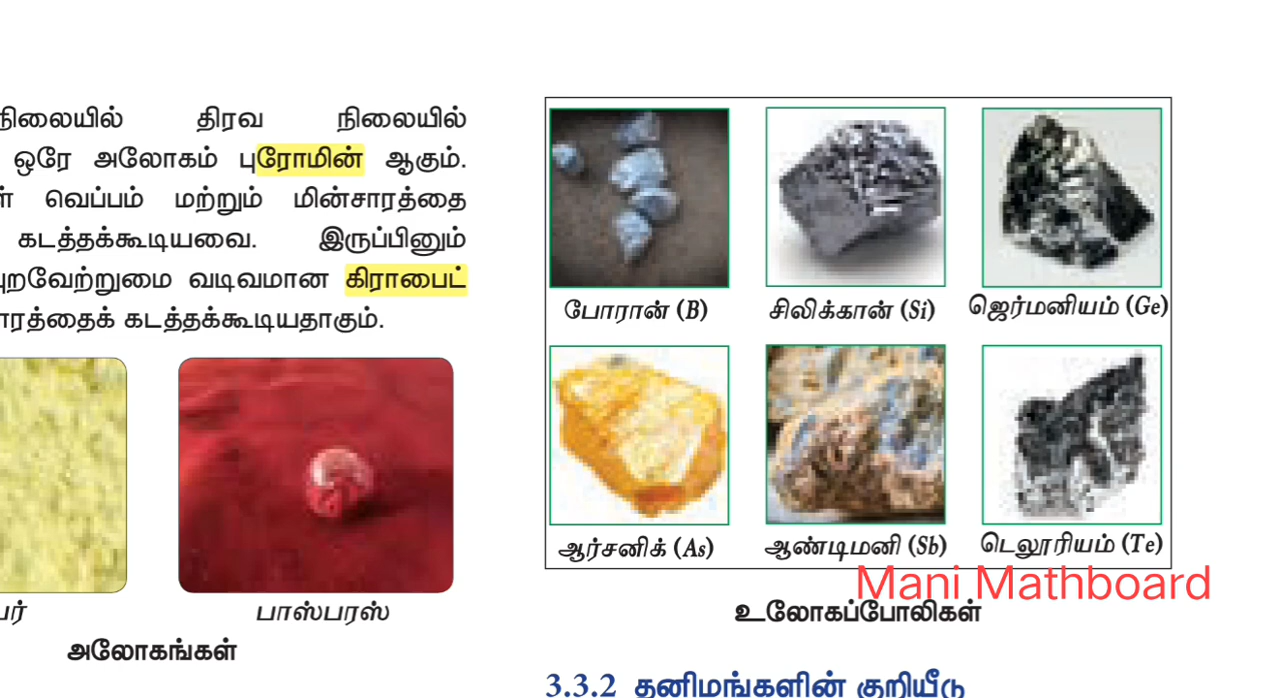 நிலையில் திரவ நிலையில்
ஒரே அலோகம் புரோமின் ஆகும்.
வெப்பம் மற்றும் மின்சாரத்தை
கடத்தக்கூடியவை. இருப்பினும்
புறவேற்றுமை வடிவமான கிராபைட்
கடத்தக்கூடியதாகும்.
பாஸ்பரஸ்
அலோகங்கள்
போரான் (B)
சிலிக்கான் (Si)
ஜெர்மனியம் (Ge)
ஆர்சனிக் (As)
ஆண்டிமனி (Sb)
டெலூரியம் (Te)
Mani Mathboard
உலோகப்போலிகள்
3.3.2 தனிமங்களின் குறியீடு